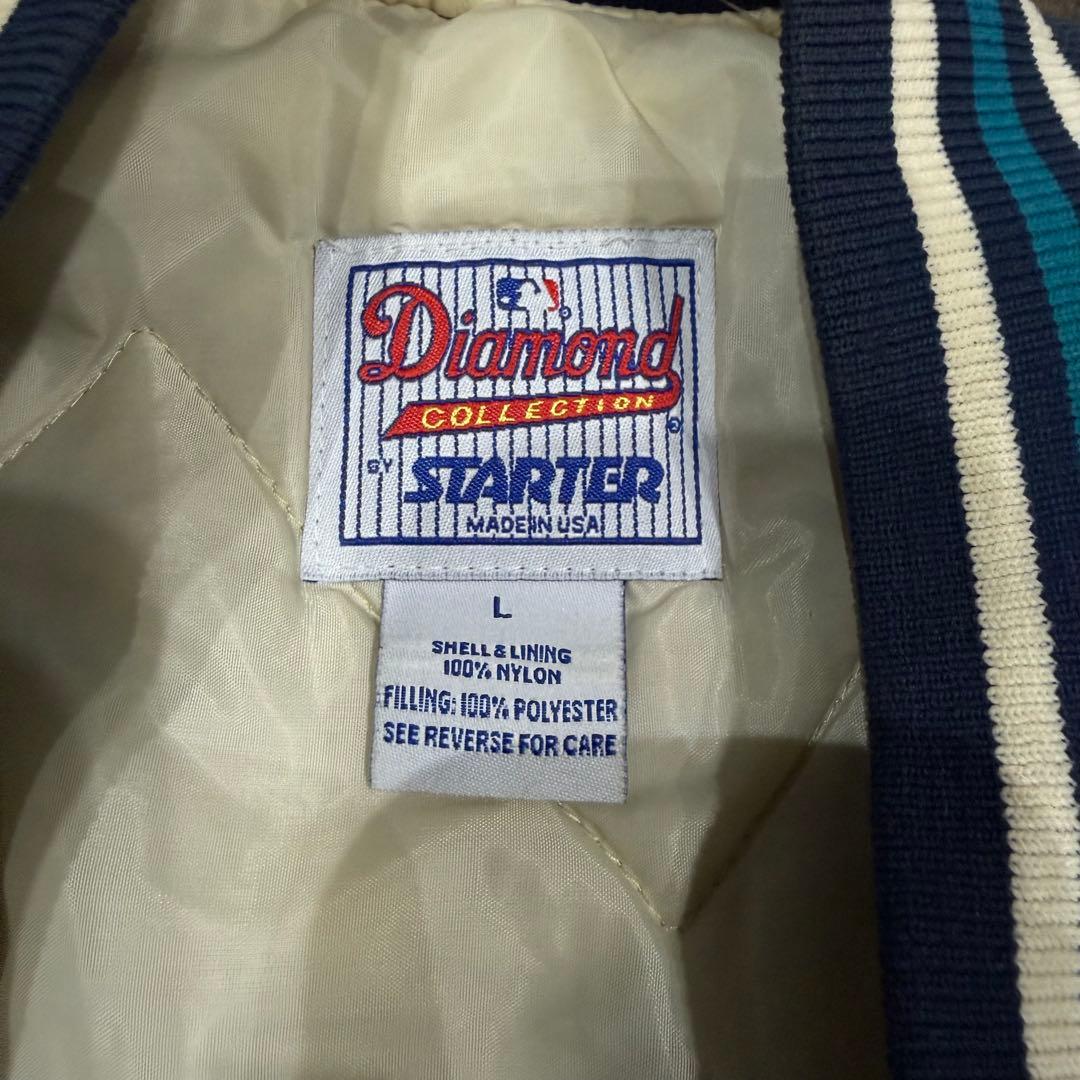 Diamond
COLLECTION
BY STARTER
MADE IN USA
L
SHELL & LINING
100% NYLON
FILLING: 100% POLYESTER
SEE REVERSE FOR CARE